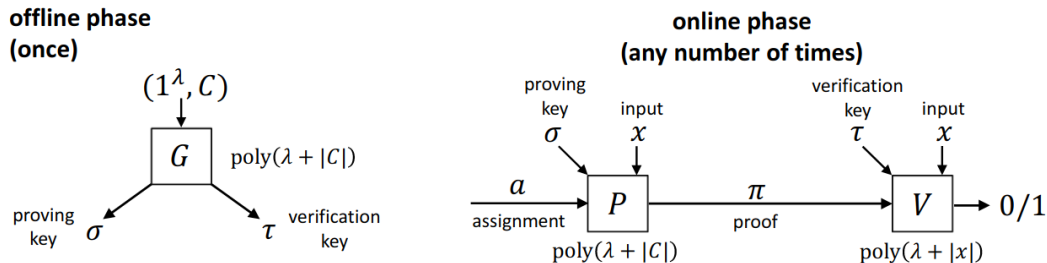 offline phase
(once)
(1^λ, C)
G
poly(λ + |C|)
proving
key
σ
τ
verification
key
online phase
(any number of times)
proving
key
σ
input
x
verification
key
τ
input
x
a
assignment
P
π
proof
V
0/1
poly(λ + |C|)
poly(λ + |x|)